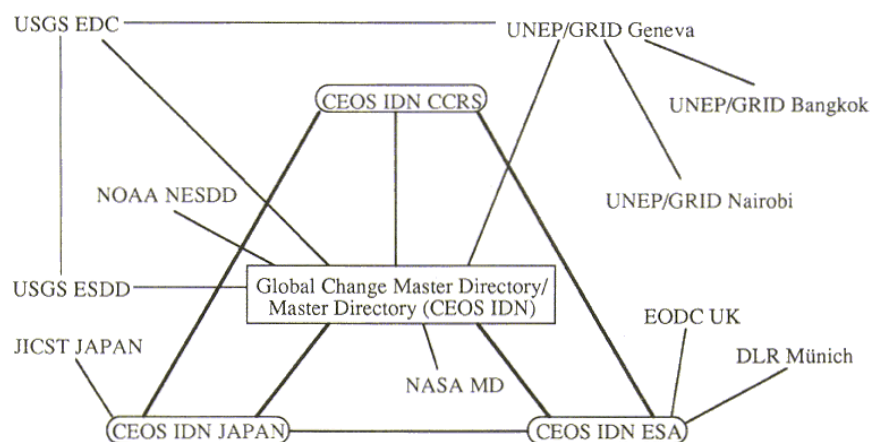 USGS EDC
UNEP/GRID Geneva
CEOS IDN CCRS
UNEP/GRID Bangkok
NOAA NESDD
UNEP/GRID Nairobi
USGS ESDD
Global Change Master Directory/
Master Directory (CEOS IDN)
EODC UK
JICST JAPAN
DLR Münich
NASA MD
CEOS IDN JAPAN
CEOS IDN ESA